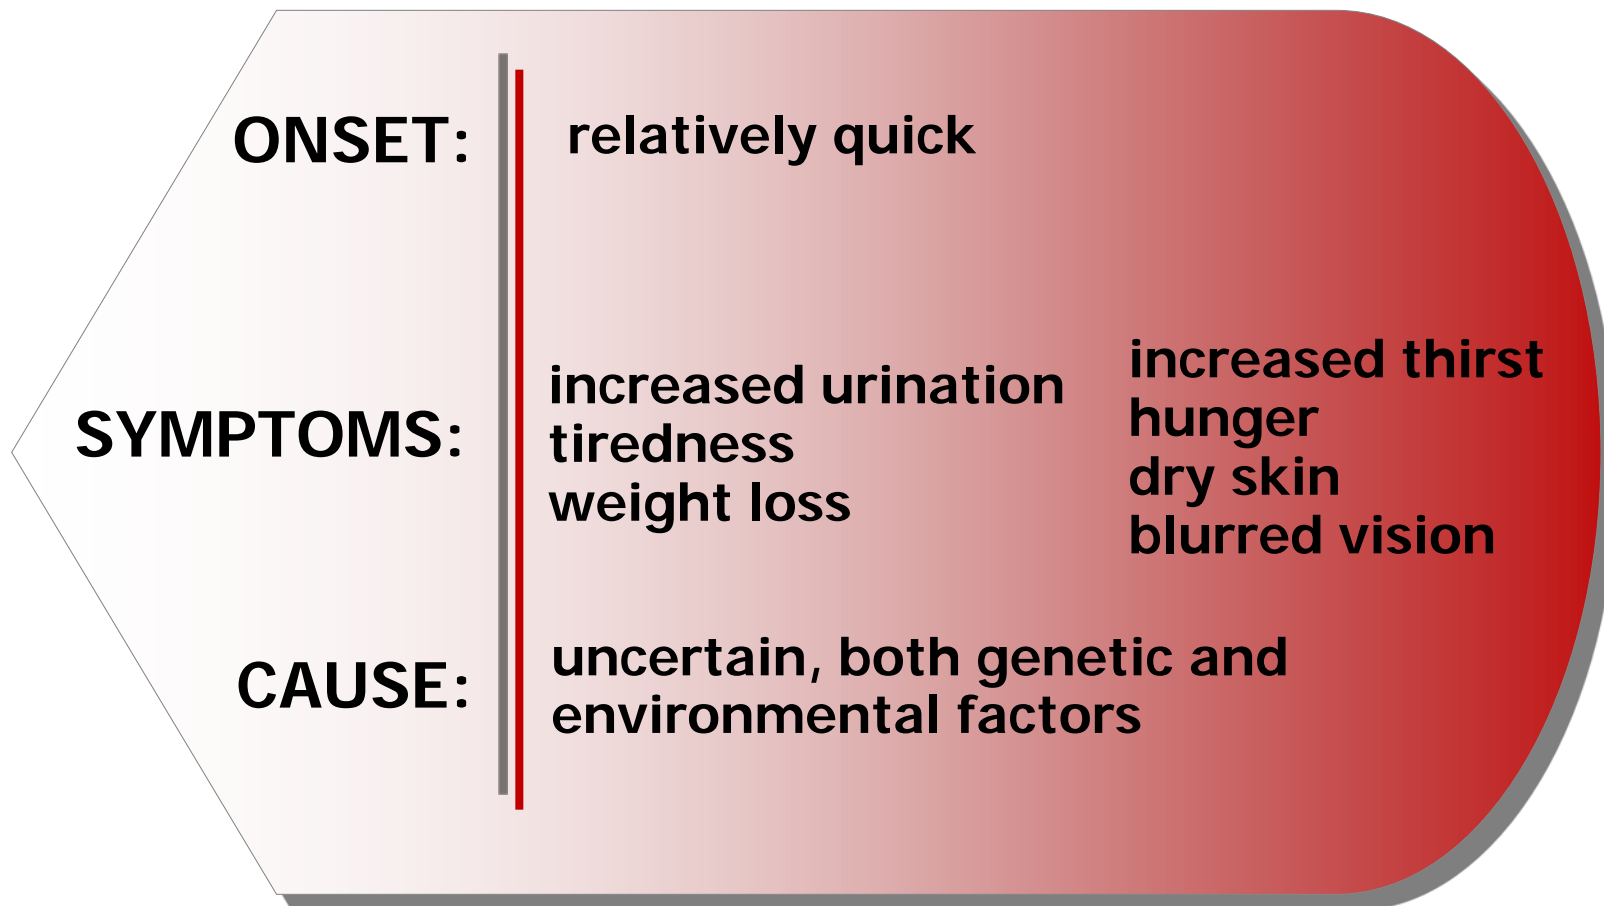 ONSET:
relatively quick
SYMPTOMS:
increased urination
tiredness
weight loss
increased thirst
hunger
dry skin
blurred vision
CAUSE:
uncertain, both genetic and
environmental factors